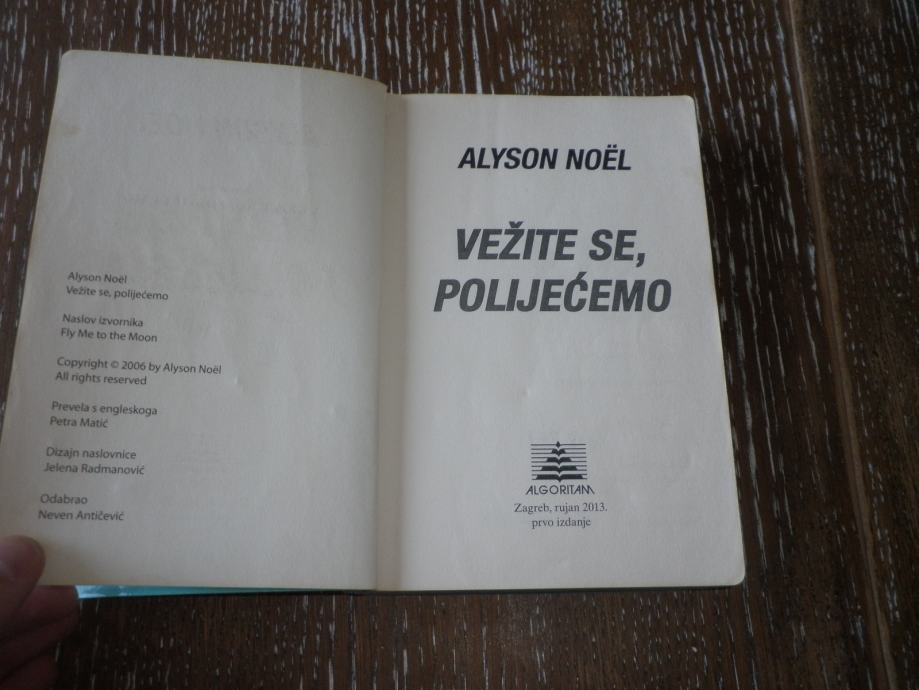 Alyson Noël
Vežite se, polijećemo
Naslov izvornika
Fly Me to the Moon
Copyright © 2006 by Alyson Noël
All rights reserved
Prevela s engleskoga
Petra Matić
Dizajn naslovnice
Jelena Radmanović
Odabrao
Neven Antičević
ALYSON NOËL
VEŽITE SE,
POLIJEĆEMO
ALGORITAM
Zagreb, rujan 2013.
prvo izdanje